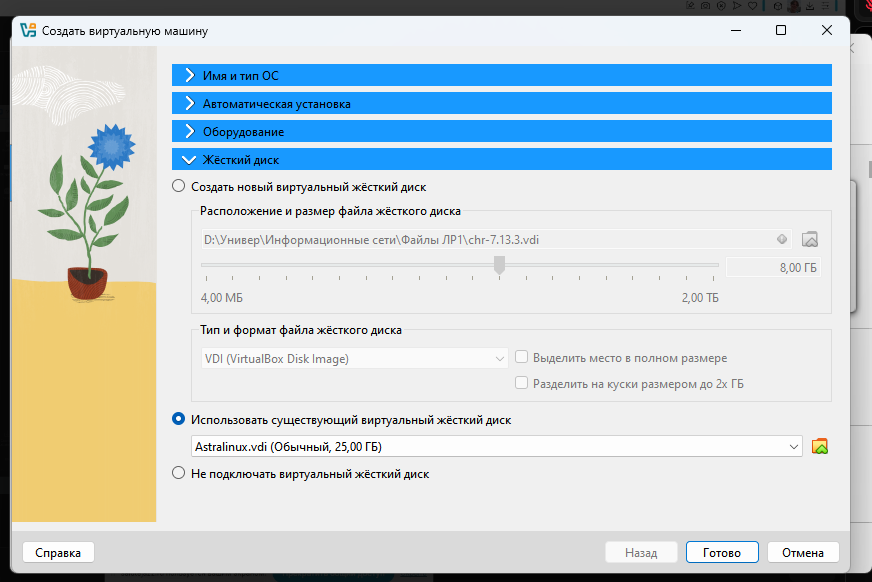 Создать виртуальную машину
Имя и тип ОС
Автоматическая установка
Оборудование
Жёсткий диск
Создать новый виртуальный жёсткий диск
Расположение и размер файла жёсткого диска
D:\Универ\Информационные сети\Файлы ЛР1\chr-7.13.3.vdi
8,00 ГБ
4,00 МБ 2,00 ТБ
Тип и формат файла жёсткого диска
VDI (VirtualBox Disk Image) Выделить место в полном размере
Разделить на куски размером до 2х ГБ
Использовать существующий виртуальный жёсткий диск
Astralinux.vdi (Обычный, 25,00 ГБ)
Не подключать виртуальный жёсткий диск
Справка Назад Готово Отмена